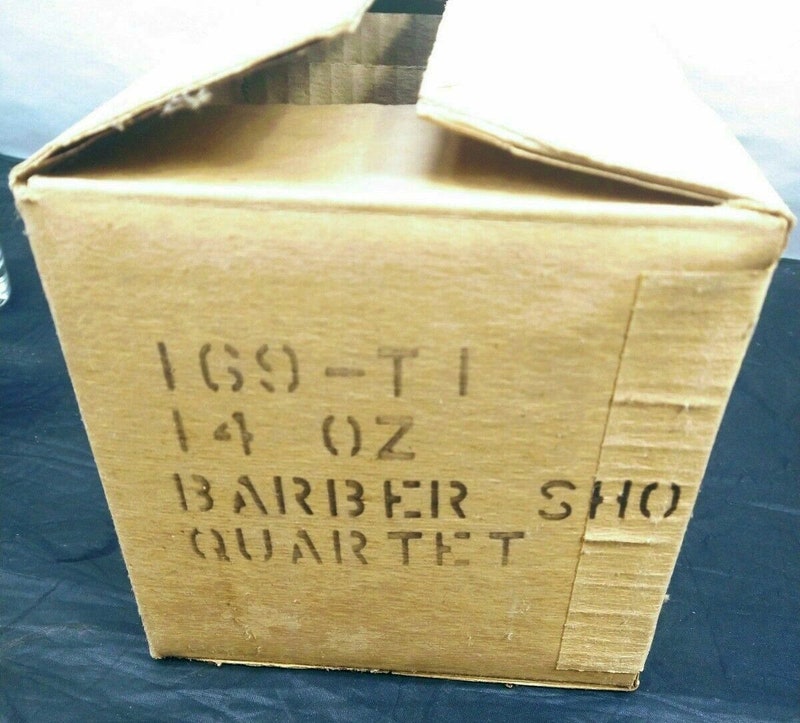 169-T1
14 OZ
BARBER SHO
QUARTET